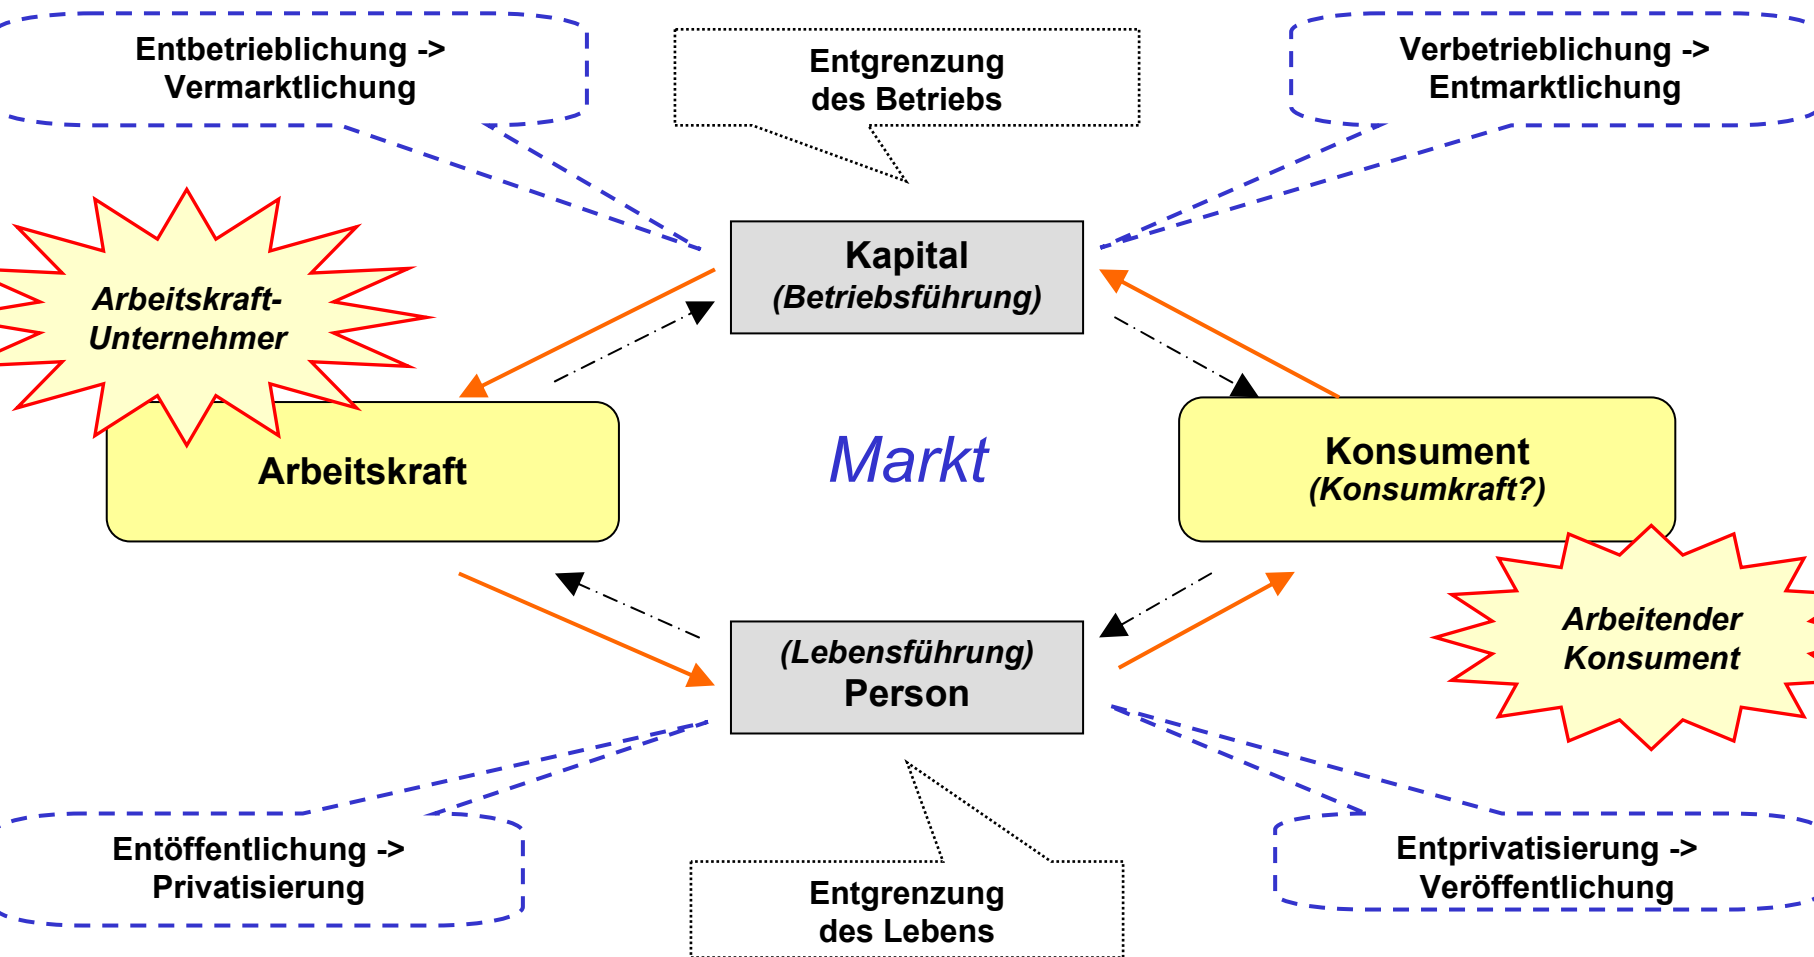 Entbetrieblichung ->
Vermarktlichung
Entgrenzung
des Betriebs
Verbetrieblichung ->
Entmarktlichung
Arbeitskraft-
Unternehmer
Kapital
(Betriebsführung)
Arbeitskraft
Markt
Konsument
(Konsumkraft?)
Arbeitender
Konsument
(Lebensführung)
Person
Entöffentlichung ->
Privatisierung
Entgrenzung
des Lebens
Entprivatisierung ->
Veröffentlichung